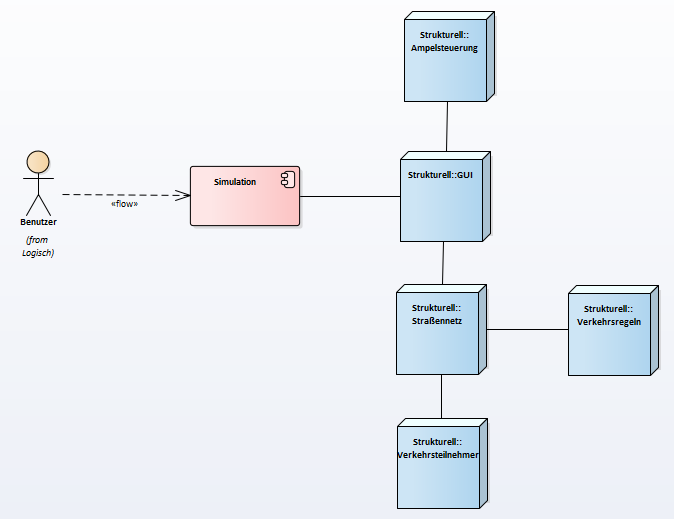 Strukturell::
Ampelsteuerung
Strukturell::GUI
Simulation
«flow»
Benutzer
(from
Logisch)
Strukturell::
Straßennetz
Strukturell::
Verkehrsregeln
Strukturell::
Verkehrsteilnehmer